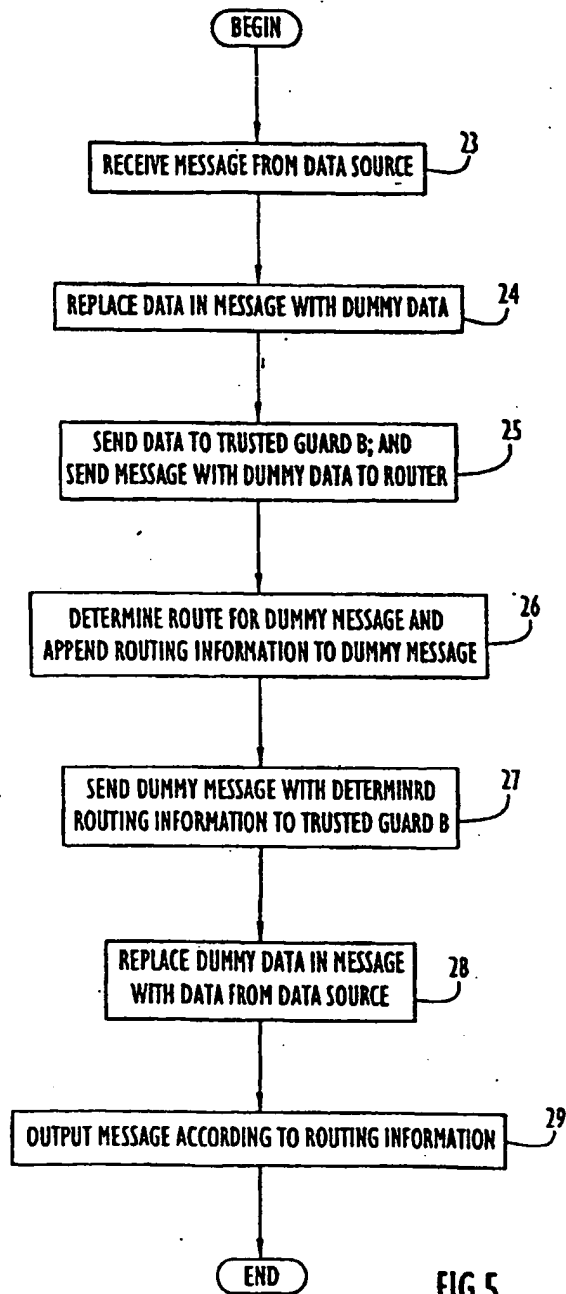 BEGIN
23
RECEIVE MESSAGE FROM DATA SOURCE
24
REPLACE DATA IN MESSAGE WITH DUMMY DATA
25
SEND DATA TO TRUSTED GUARD B; AND
SEND MESSAGE WITH DUMMY DATA TO ROUTER
26
DETERMINE ROUTE FOR DUMMY MESSAGE AND
APPEND ROUTING INFORMATION TO DUMMY MESSAGE
27
SEND DUMMY MESSAGE WITH DETERMINRD
ROUTING INFORMATION TO TRUSTED GUARD B
28
REPLACE DUMMY DATA IN MESSAGE
WITH DATA FROM DATA SOURCE
29
OUTPUT MESSAGE ACCORDING TO ROUTING INFORMATION
END
FIG.5